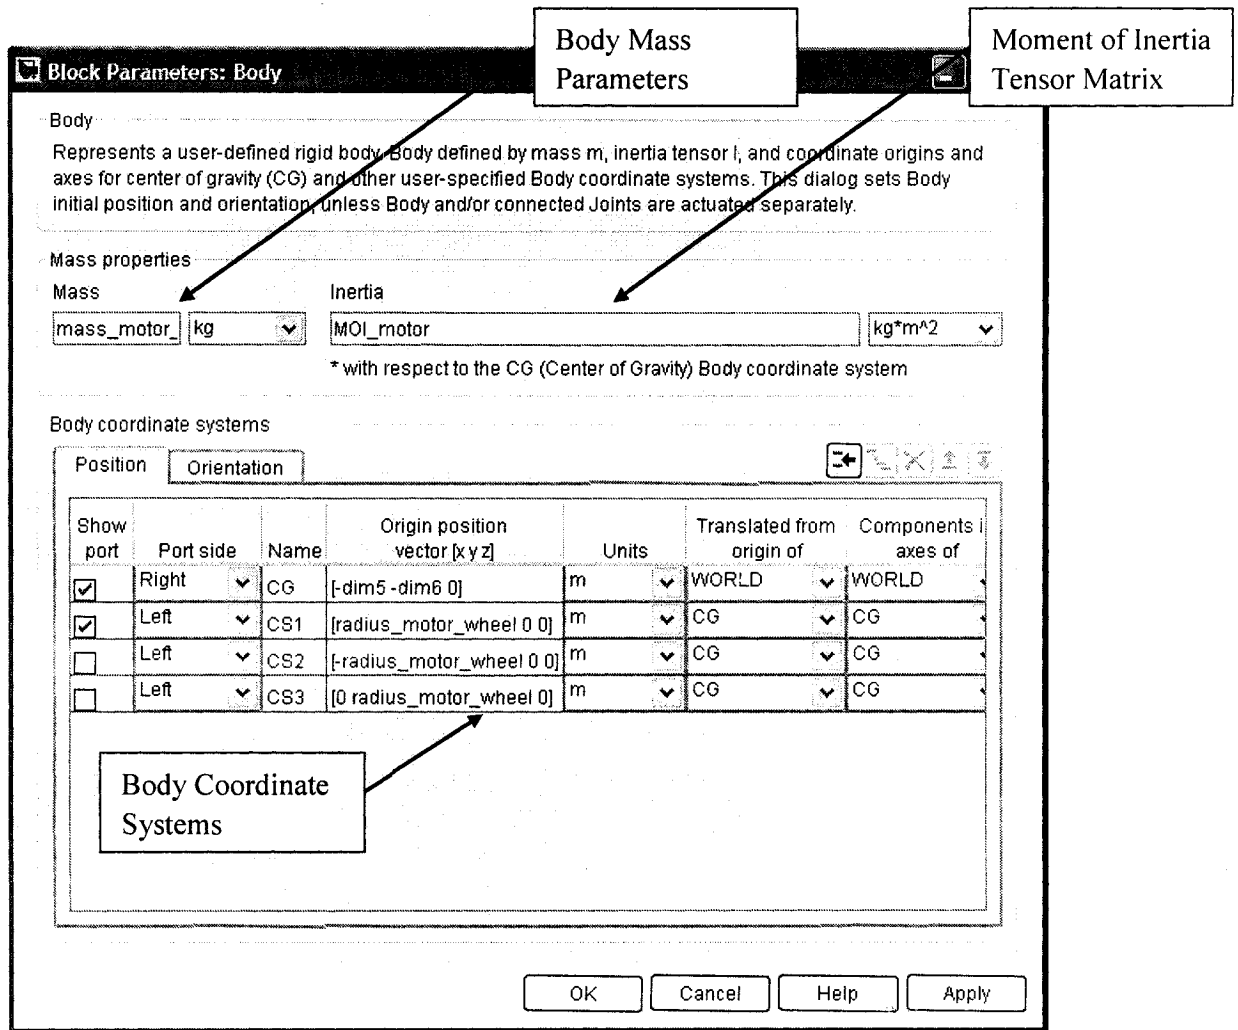 Body Mass
Parameters
Moment of Inertia
Tensor Matrix
Block Parameters: Body
Body
Represents a user-defined rigid body. Body defined by mass m, inertia tensor I, and coordinate origins and
axes for center of gravity (CG) and other user-specified Body coordinate systems. This dialog sets Body
initial position and orientation, unless Body and/or connected Joints are actuated separately.
Mass properties
Mass Inertia
mass_motor_ kg MOI_motor kg*m^2
* with respect to the CG (Center of Gravity) Body coordinate system
Body coordinate systems
Position Orientation
Show Origin position Translated from Components i
port Port side Name vector [x y z] Units origin of axes of
Right CG [-dim5 -dim6 0] m WORLD WORLD
Left CS1 [radius_motor_wheel 0 0] m CG CG
Left CS2 [-radius_motor_wheel 0 0] m CG CG
Left CS3 [0 radius_motor_wheel 0] m CG CG
Body Coordinate
Systems
OK Cancel Help Apply